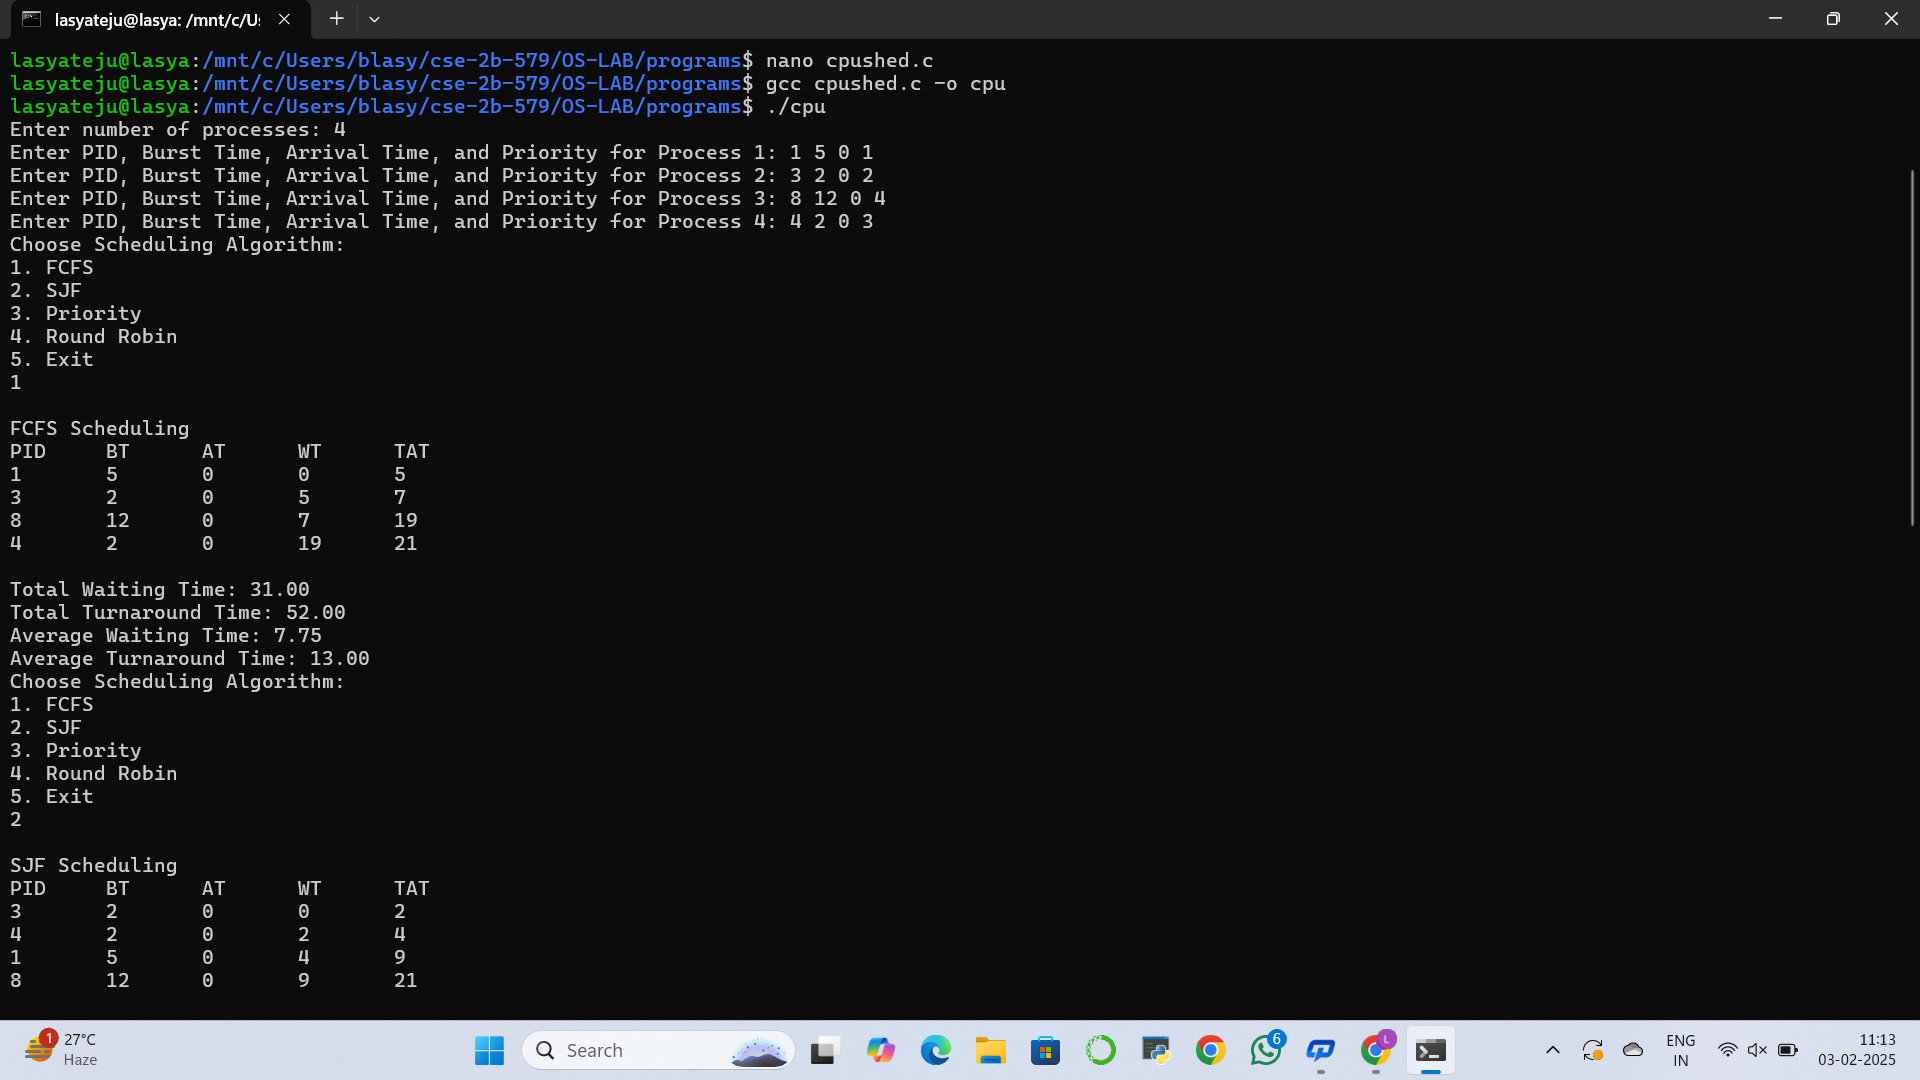 lasyateju@lasya: /mnt/c/U
lasyateju@lasya:/mnt/c/Users/blasy/cse-2b-579/OS-LAB/programs$ nano cpushed.c
lasyateju@lasya:/mnt/c/Users/blasy/cse-2b-579/OS-LAB/programs$ gcc cpushed.c -o cpu
lasyateju@lasya:/mnt/c/Users/blasy/cse-2b-579/OS-LAB/programs$ ./cpu
Enter number of processes: 4
Enter PID, Burst Time, Arrival Time, and Priority for Process 1: 1 5 0 1
Enter PID, Burst Time, Arrival Time, and Priority for Process 2: 3 2 0 2
Enter PID, Burst Time, Arrival Time, and Priority for Process 3: 8 12 0 4
Enter PID, Burst Time, Arrival Time, and Priority for Process 4: 4 2 0 3
Choose Scheduling Algorithm:
1. FCFS
2. SJF
3. Priority
4. Round Robin
5. Exit
1
FCFS Scheduling
PID BT AT WT TAT
1 5 0 0 5
3 2 0 5 7
8 12 0 7 19
4 2 0 19 21
Total Waiting Time: 31.00
Total Turnaround Time: 52.00
Average Waiting Time: 7.75
Average Turnaround Time: 13.00
Choose Scheduling Algorithm:
1. FCFS
2. SJF
3. Priority
4. Round Robin
5. Exit
2
SJF Scheduling
PID BT AT WT TAT
3 2 0 0 2
4 2 0 2 4
1 5 0 4 9
8 12 0 9 21
1
27°C
Haze
Search
6
L
ENG
IN
11:13
03-02-2025